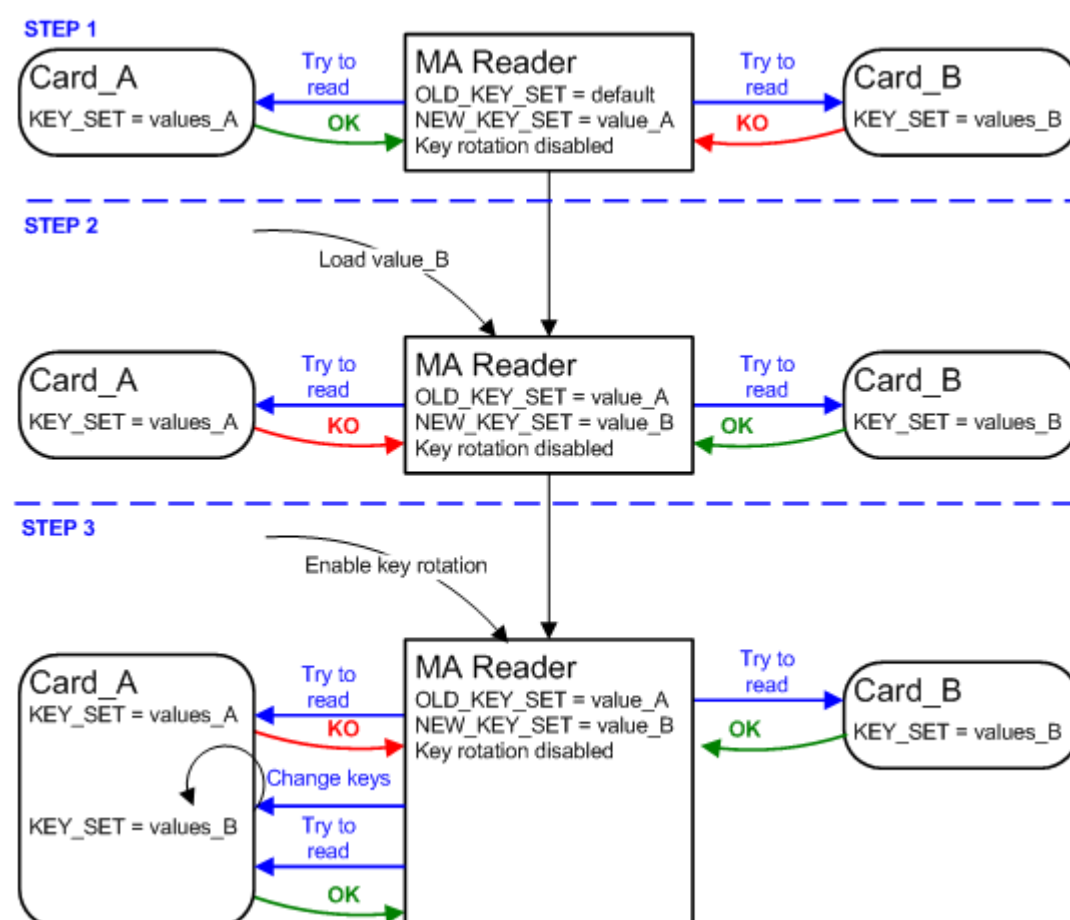 STEP 1
Card_A
KEY_SET = values_A
Try to
read
OK
MA Reader
OLD_KEY_SET = default
NEW_KEY_SET = value_A
Key rotation disabled
Try to
read
KO
Card_B
KEY_SET = values_B
STEP 2
Load value_B
Card_A
KEY_SET = values_A
Try to
read
KO
MA Reader
OLD_KEY_SET = value_A
NEW_KEY_SET = value_B
Key rotation disabled
Try to
read
OK
Card_B
KEY_SET = values_B
STEP 3
Enable key rotation
Card_A
KEY_SET = values_A
Try to
read
KO
Change keys
KEY_SET = values_B
Try to
read
OK
MA Reader
OLD_KEY_SET = value_A
NEW_KEY_SET = value_B
Key rotation disabled
Try to
read
OK
Card_B
KEY_SET = values_B